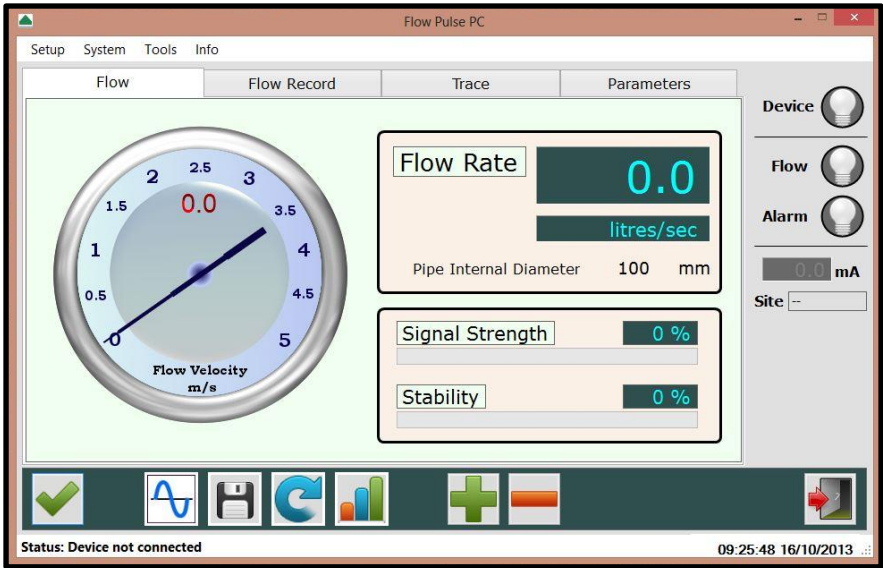 Flow Pulse PC
Setup System Tools Info
Flow Flow Record Trace Parameters
0 0.5 1 1.5 2 2.5 3 3.5 4 4.5 5
0.0
Flow Velocity
m/s
Flow Rate 0.0
litres/sec
Pipe Internal Diameter 100 mm
Signal Strength 0 %
Stability 0 %
Device
Flow
Alarm
0.0 mA
Site --
Status: Device not connected 09:25:48 16/10/2013